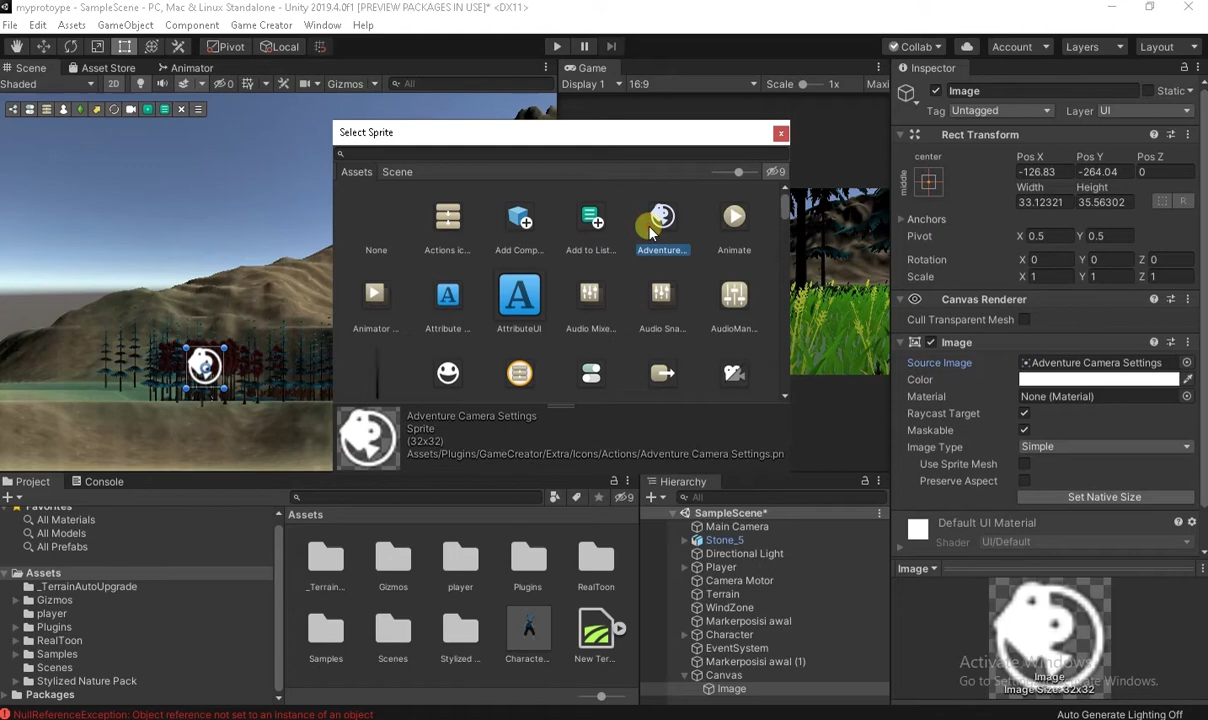 myprotoype - SampleScene - PC, Mac & Linux Standalone - Unity 2019.4.0f1 [PREVIEW PACKAGES IN USE]* <DX11>
File Edit Assets GameObject Component Game Creator Window Help
Pivot Local Collab Account Layers Layout
Scene Asset Store Animator Game Inspector
Shaded 2D 0 Gizmos All Display 1 16:9 Scale 1x Maxi
Image Static
Tag Untagged Layer UI
Select Sprite
Assets Scene 9
None Actions ic... Add Comp... Add to List... Adventure... Animate
Animator ... Attribute ... AttributeUI Audio Mixe... Audio Sna... AudioMan...
Adventure Camera Settings
Sprite
(32x32)
Assets/Plugins/GameCreator/Extra/Icons/Actions/Adventure Camera Settings.pn
Rect Transform
center Pos X Pos Y Pos Z
middle -126.83 -264.04 0
Width Height
33.12321 35.56302 R
Anchors
Pivot X 0.5 Y 0.5
Rotation X 0 Y 0 Z 0
Scale X 1 Y 1 Z 1
Canvas Renderer
Cull Transparent Mesh
Image
Source Image Adventure Camera Settings
Color
Material None (Material)
Raycast Target
Maskable
Image Type Simple
Use Sprite Mesh
Preserve Aspect
Set Native Size
Default UI Material
Shader UI/Default
Image
Activate Windows
Go to Settings to activate Windows.
Image
Image Size: 32x32
Project Console
9
Favorites
All Materials
All Models
All Prefabs
Assets
_TerrainAutoUpgrade
Gizmos
player
Plugins
RealToon
Samples
Scenes
Stylized Nature Pack
Packages
Assets
_Terrain... Gizmos player Plugins RealToon
Samples Scenes Stylized ... Characte... New Ter...
Hierarchy
All
SampleScene*
Main Camera
Stone_5
Directional Light
Player
Camera Motor
Terrain
WindZone
Markerposisi awal
Character
EventSystem
Markerposisi awal (1)
Canvas
Image
NullReferenceException: Object reference not set to an instance of an object
Auto Generate Lighting Off